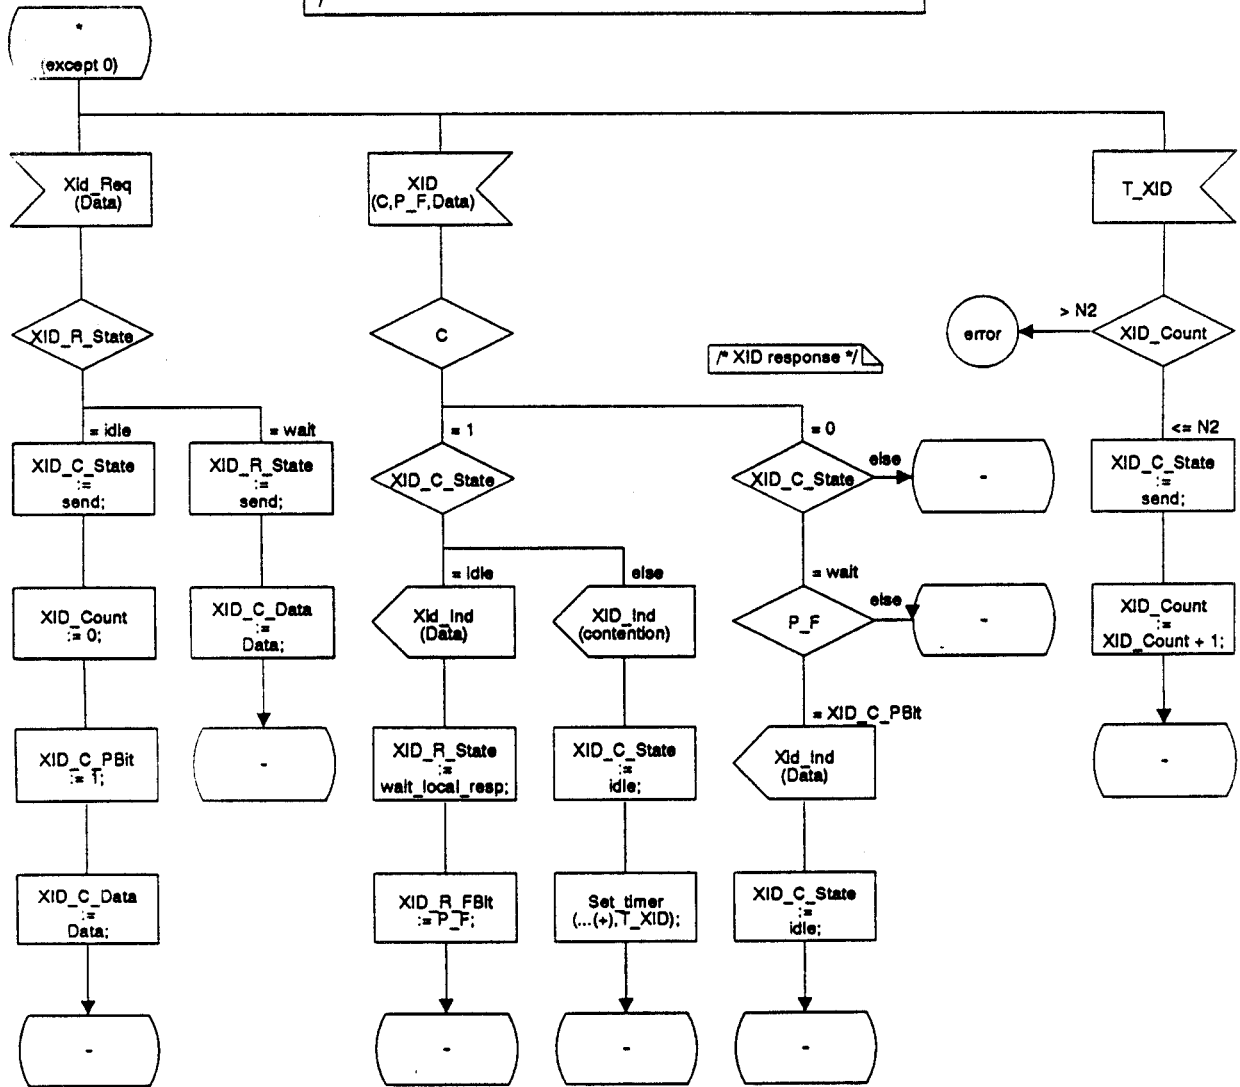 *
(except 0)
Xid_Req
(Data)
XID
(C,P_F,Data)
T_XID
XID_R_State
C
/* XID response */
error
> N2
XID_Count
= idle
= wait
= 1
= 0
<= N2
XID_C_State
:=
send;
XID_R_State
:=
send;
XID_C_State
XID_C_State
else
-
XID_C_State
:=
send;
= idle
else
= wait
XID_Count
:= 0;
XID_C_Data
:=
Data;
Xid_Ind
(Data)
XID_Ind
(contention)
P_F
else
-
XID_Count
:=
XID_Count + 1;
= XID_C_PBit
XID_C_PBit
:= 1;
-
XID_R_State
:=
wait_local_resp;
XID_C_State
:=
idle;
Xid_Ind
(Data)
-
XID_C_Data
:=
Data;
XID_R_FBit
:= P_F;
Set_timer
(...(+),T_XID);
XID_C_State
:=
idle;
-
-
-
-